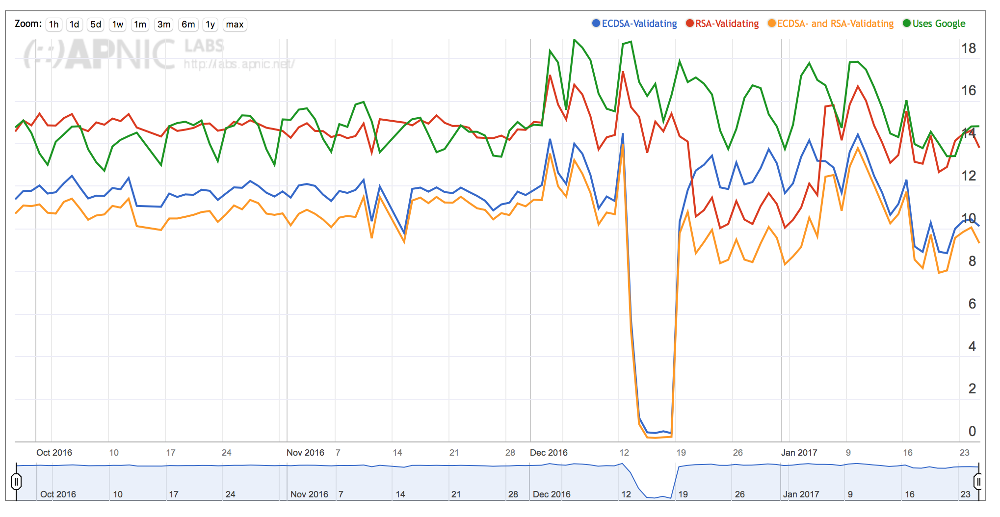 Zoom: 1h 1d 5d 1w 1m 3m 6m 1y max
ECDSA-Validating RSA-Validating ECDSA- and RSA-Validating Uses Google
(::)APNIC LABS
http://labs.apnic.net/
18
16
14
12
10
8
6
4
2
0
Oct 2016 10 17 24 Nov 2016 7 14 21 28 Dec 2016 12 19 26 Jan 2017 9 16 23
Oct 2016 10 17 24 Nov 2016 7 14 21 28 Dec 2016 12 19 26 Jan 2017 9 16 23